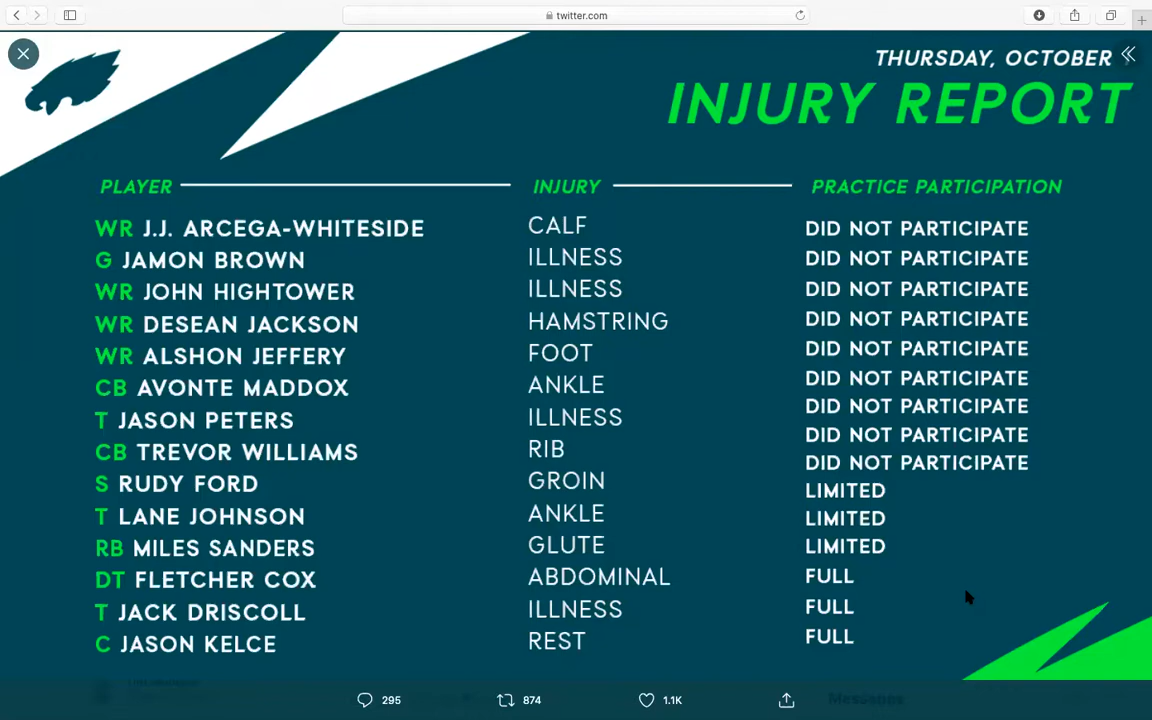 twitter.com
THURSDAY, OCTOBER
INJURY REPORT
PLAYER INJURY PRACTICE PARTICIPATION
WR J.J. ARCEGA-WHITESIDE CALF DID NOT PARTICIPATE
G JAMON BROWN ILLNESS DID NOT PARTICIPATE
WR JOHN HIGHTOWER ILLNESS DID NOT PARTICIPATE
WR DESEAN JACKSON HAMSTRING DID NOT PARTICIPATE
WR ALSHON JEFFERY FOOT DID NOT PARTICIPATE
CB AVONTE MADDOX ANKLE DID NOT PARTICIPATE
T JASON PETERS ILLNESS DID NOT PARTICIPATE
CB TREVOR WILLIAMS RIB DID NOT PARTICIPATE
S RUDY FORD GROIN DID NOT PARTICIPATE
T LANE JOHNSON ANKLE LIMITED
RB MILES SANDERS GLUTE LIMITED
DT FLETCHER COX ABDOMINAL LIMITED
T JACK DRISCOLL ILLNESS FULL
C JASON KELCE REST FULL
FULL
295 874 1.1K
Messages